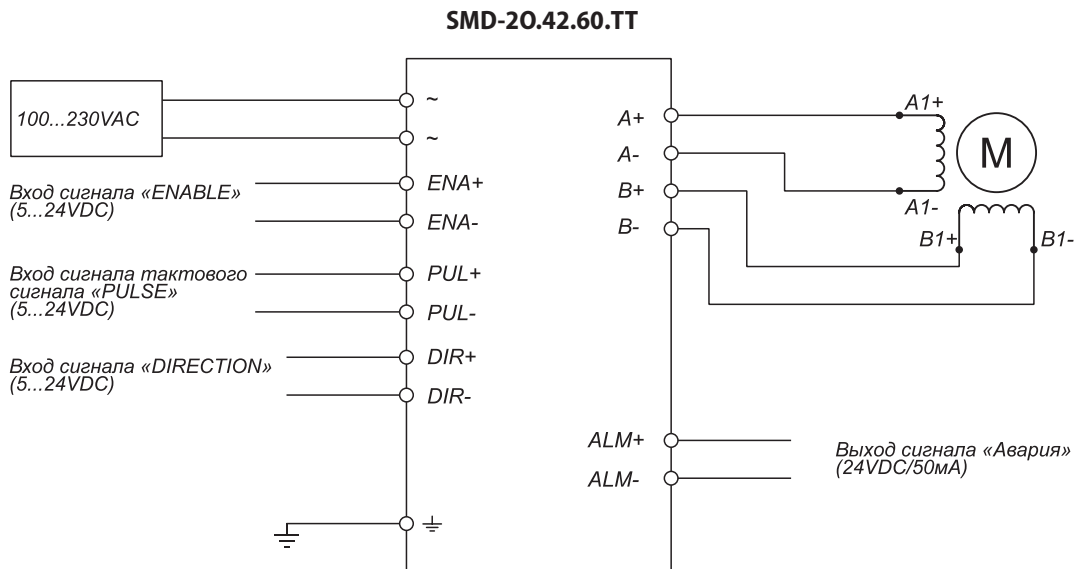 SMD-2O.42.60.TT
100...230VAC
~
~
Вход сигнала «ENABLE»
(5...24VDC)
ENA+
ENA-
Вход сигнала тактового
сигнала «PULSE»
(5...24VDC)
PUL+
PUL-
Вход сигнала «DIRECTION»
(5...24VDC)
DIR+
DIR-
A+
A-
B+
B-
A1+
M
A1-
B1+
B1-
ALM+
ALM-
Выход сигнала «Авария»
(24VDC/50мА)